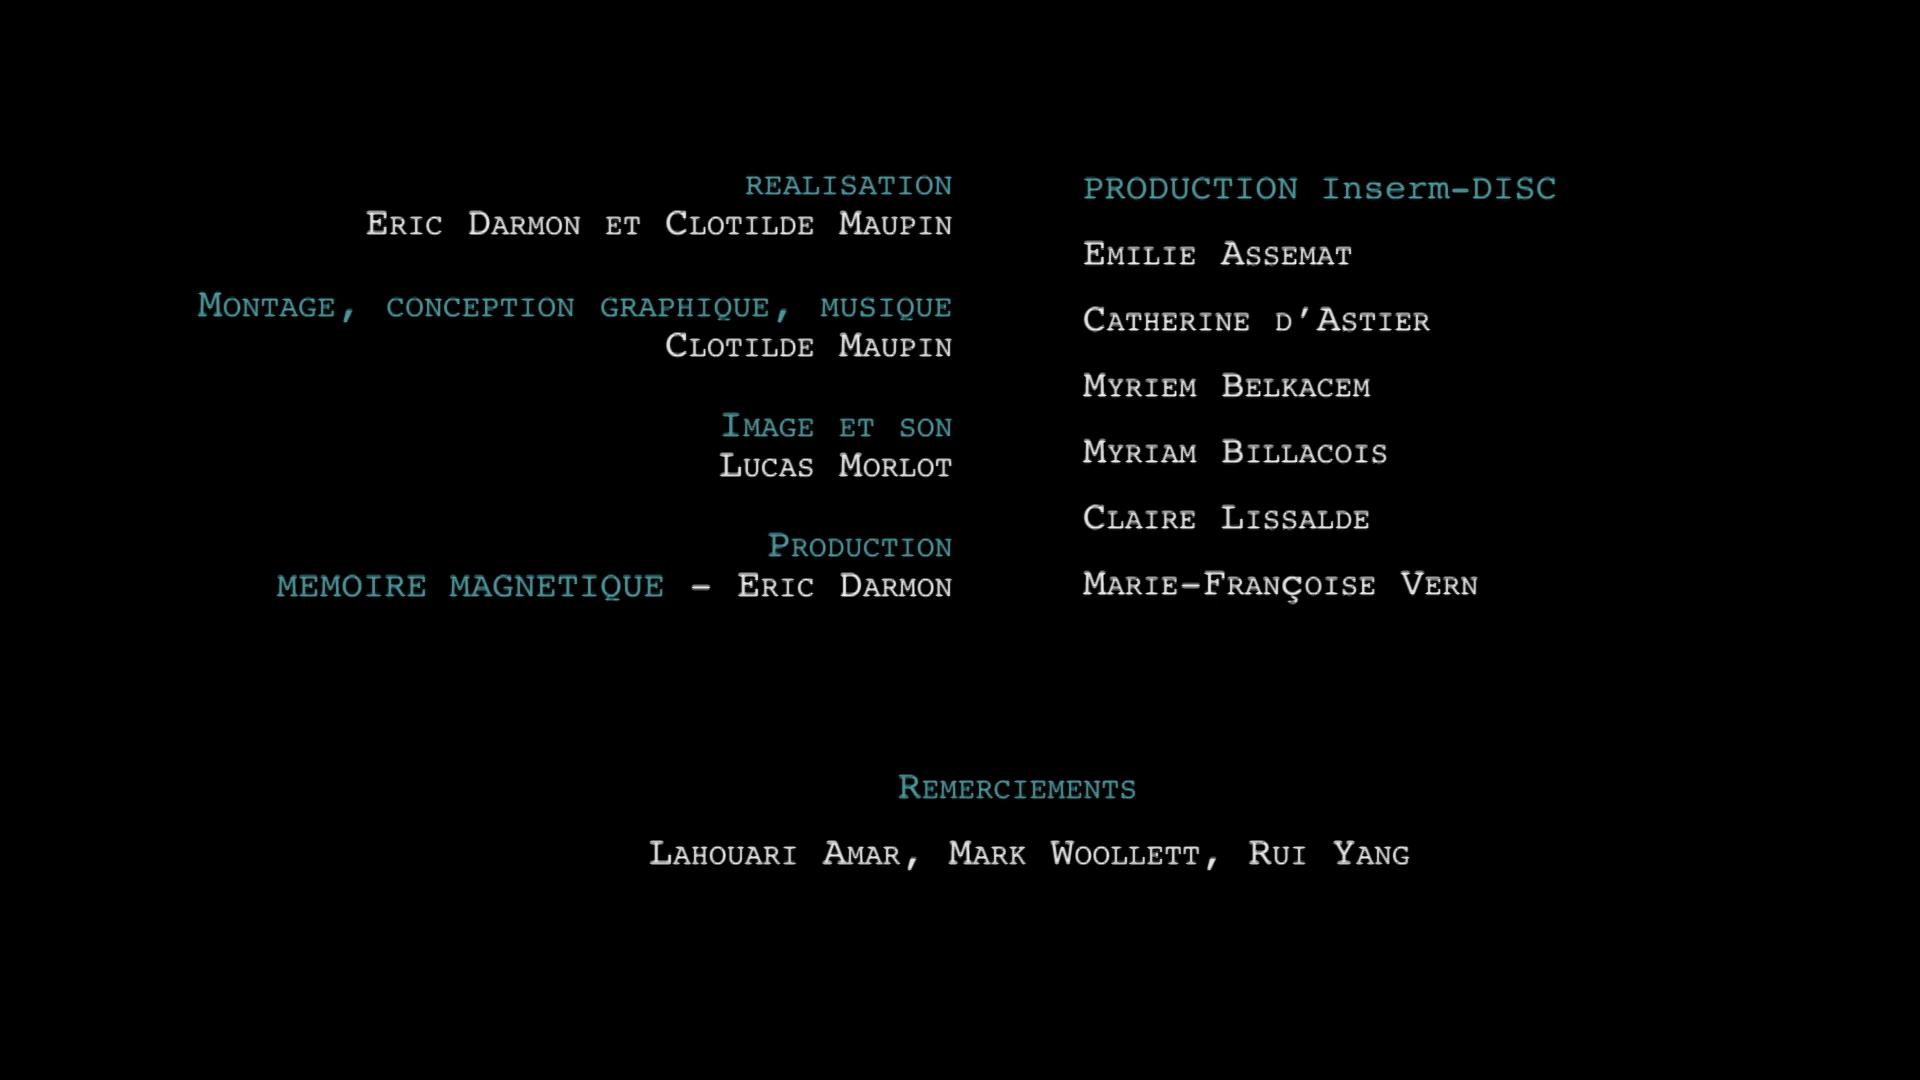 REALISATION
Eric Darmon et Clotilde Maupin
Montage, conception graphique, musique
Clotilde Maupin
Image et son
Lucas Morlot
Production
MEMOIRE MAGNETIQUE - Eric Darmon
PRODUCTION Inserm-DISC
Emilie Assemat
Catherine d'Astier
Myriem Belkacem
Myriam Billacois
Claire Lissalde
Marie-Françoise Vern
Remerciements
Lahouari Amar, Mark Woollett, Rui Yang